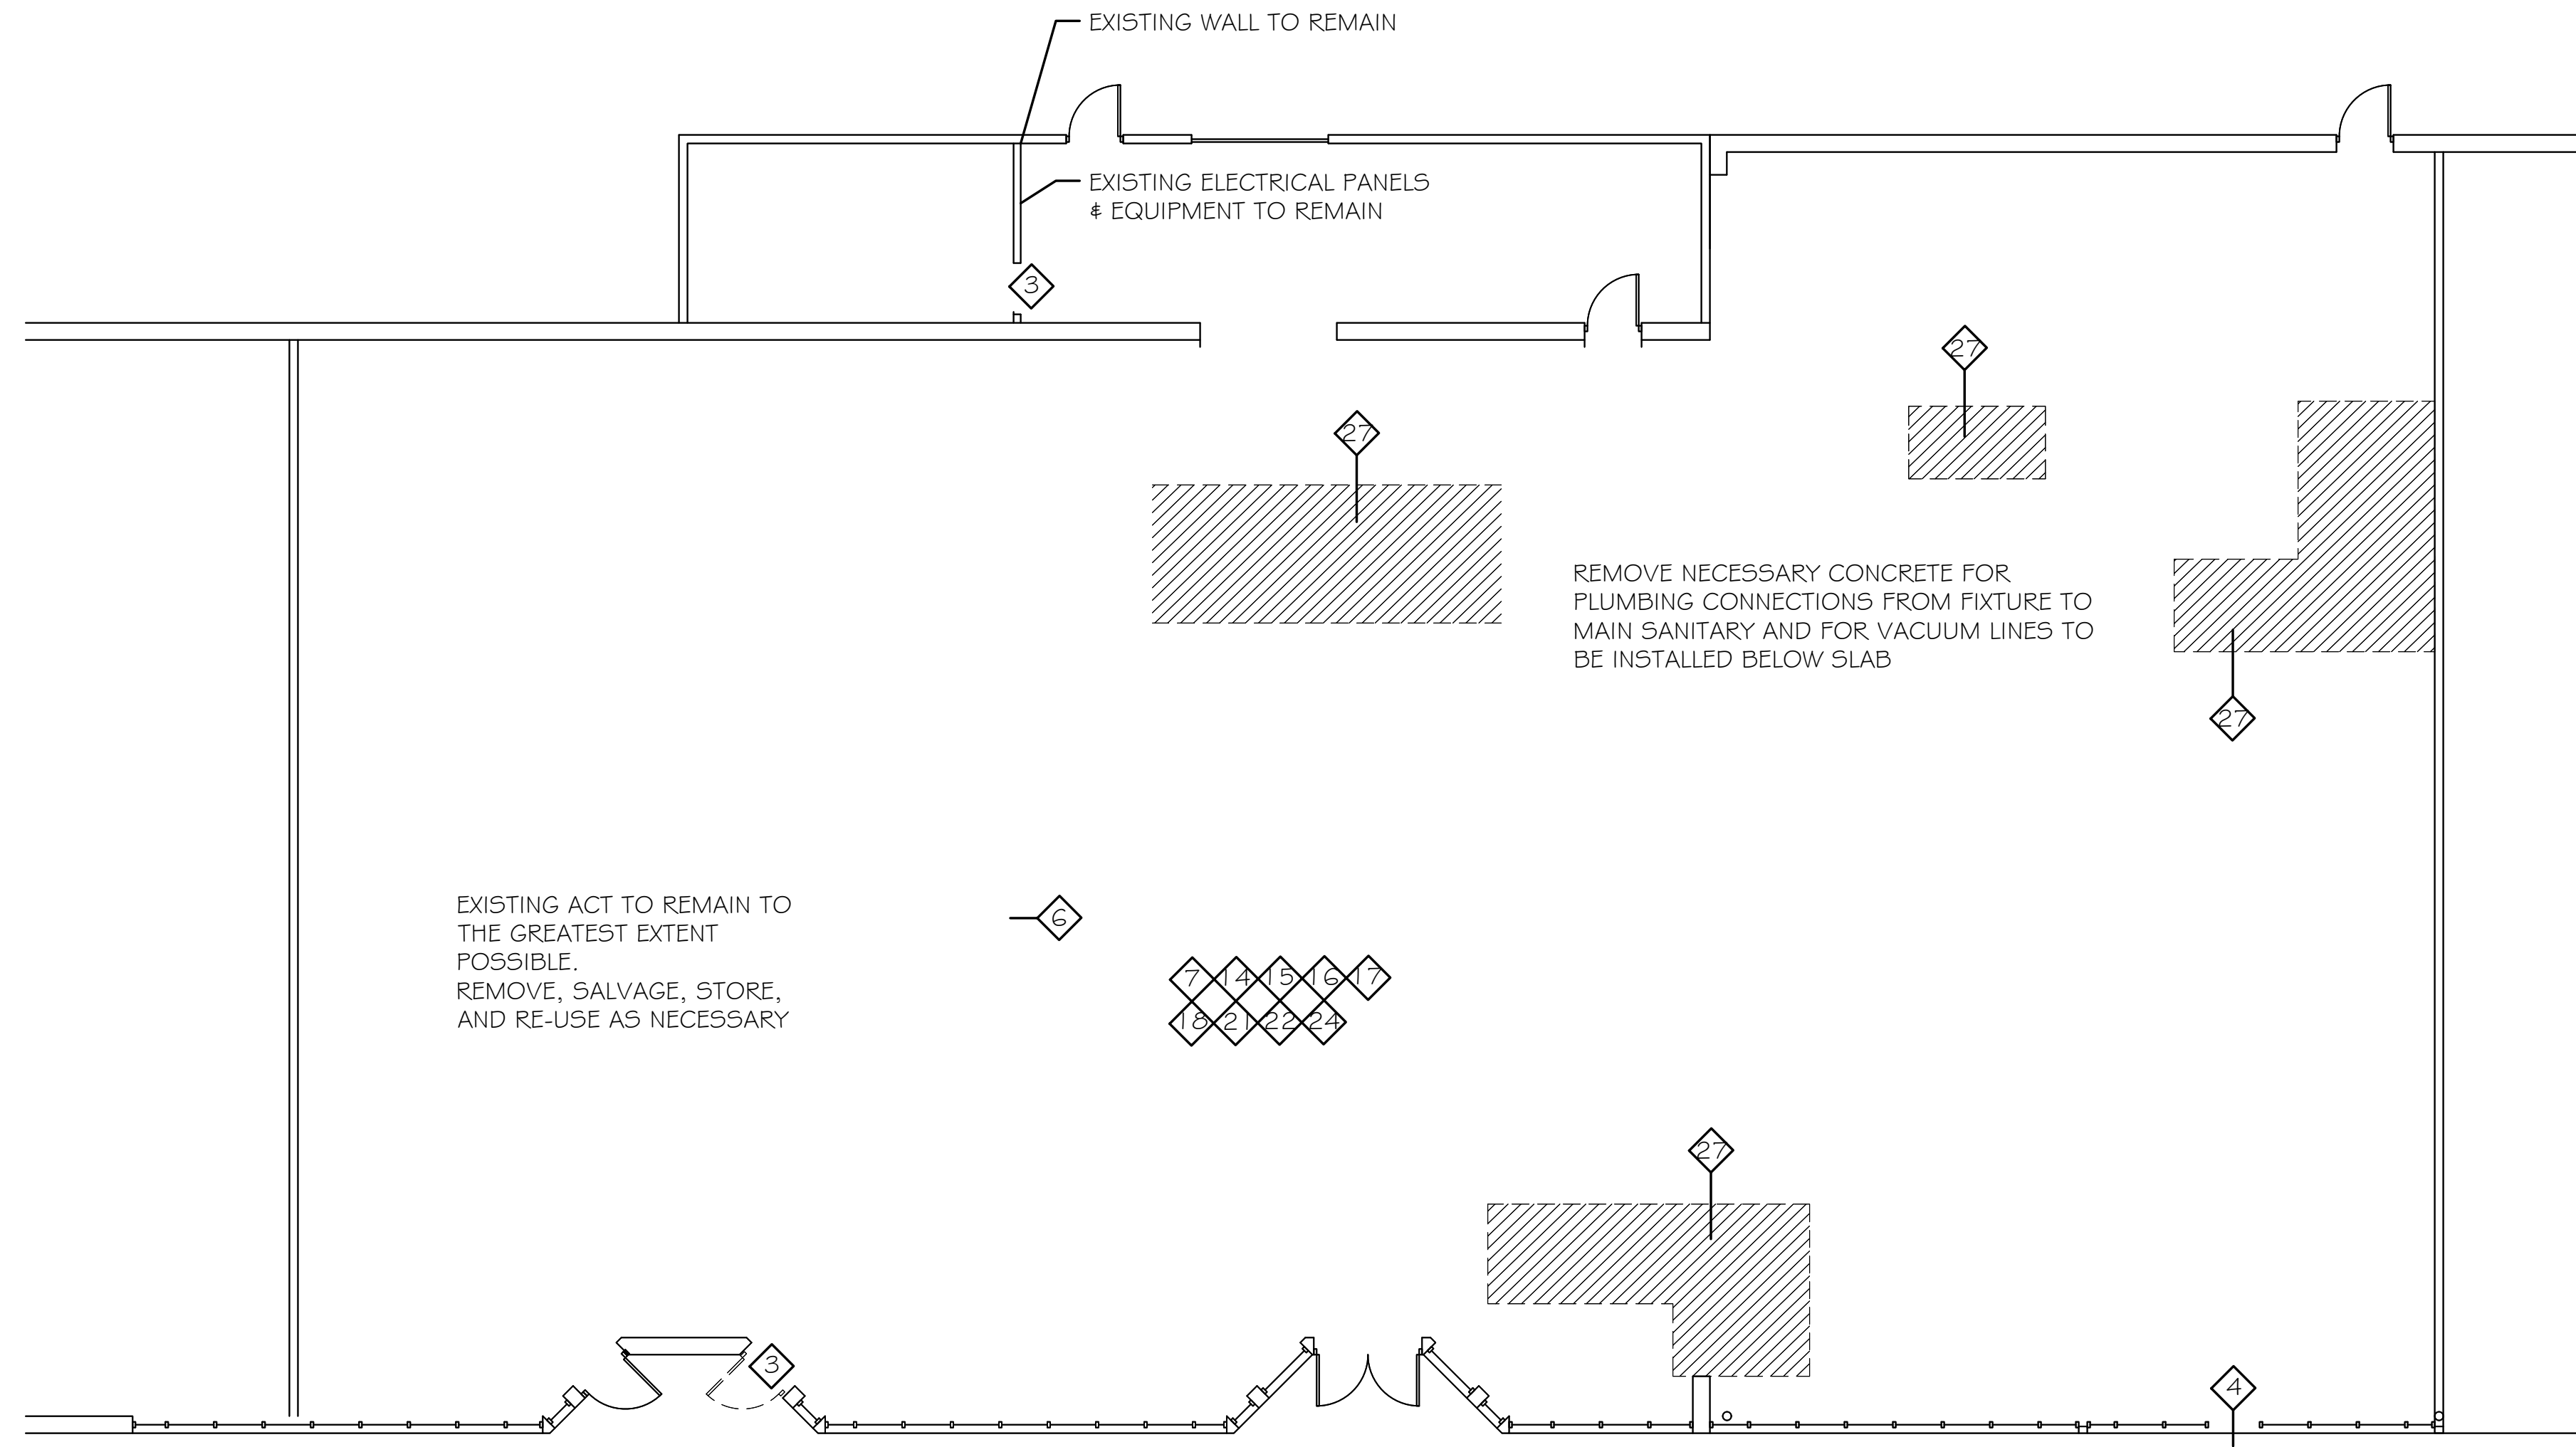 EXISTING WALL TO REMAIN
EXISTING ELECTRICAL PANELS
& EQUIPMENT TO REMAIN
3
27
27
REMOVE NECESSARY CONCRETE FOR
PLUMBING CONNECTIONS FROM FIXTURE TO
MAIN SANITARY AND FOR VACUUM LINES TO
BE INSTALLED BELOW SLAB
27
EXISTING ACT TO REMAIN TO
THE GREATEST EXTENT
POSSIBLE.
REMOVE, SALVAGE, STORE,
AND RE-USE AS NECESSARY
6
7 14 15 16 17
18 21 22 24
27
3
4